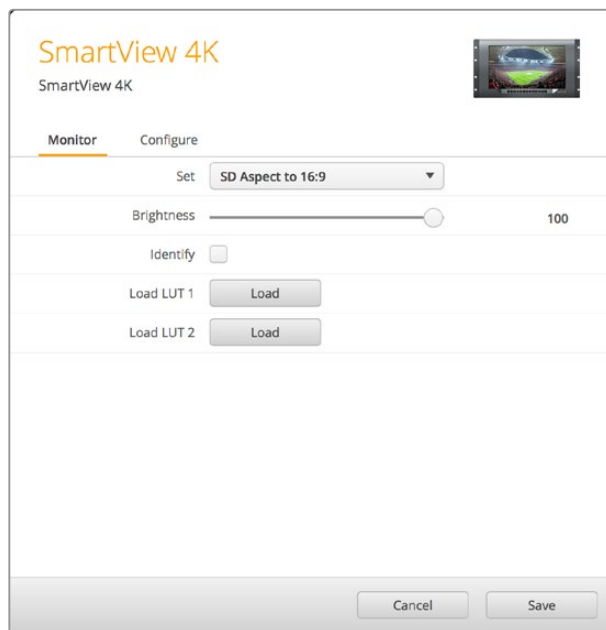 SmartView 4K
SmartView 4K
Monitor Configure
Set SD Aspect to 16:9
Brightness 100
Identify
Load LUT 1 Load
Load LUT 2 Load
Cancel Save